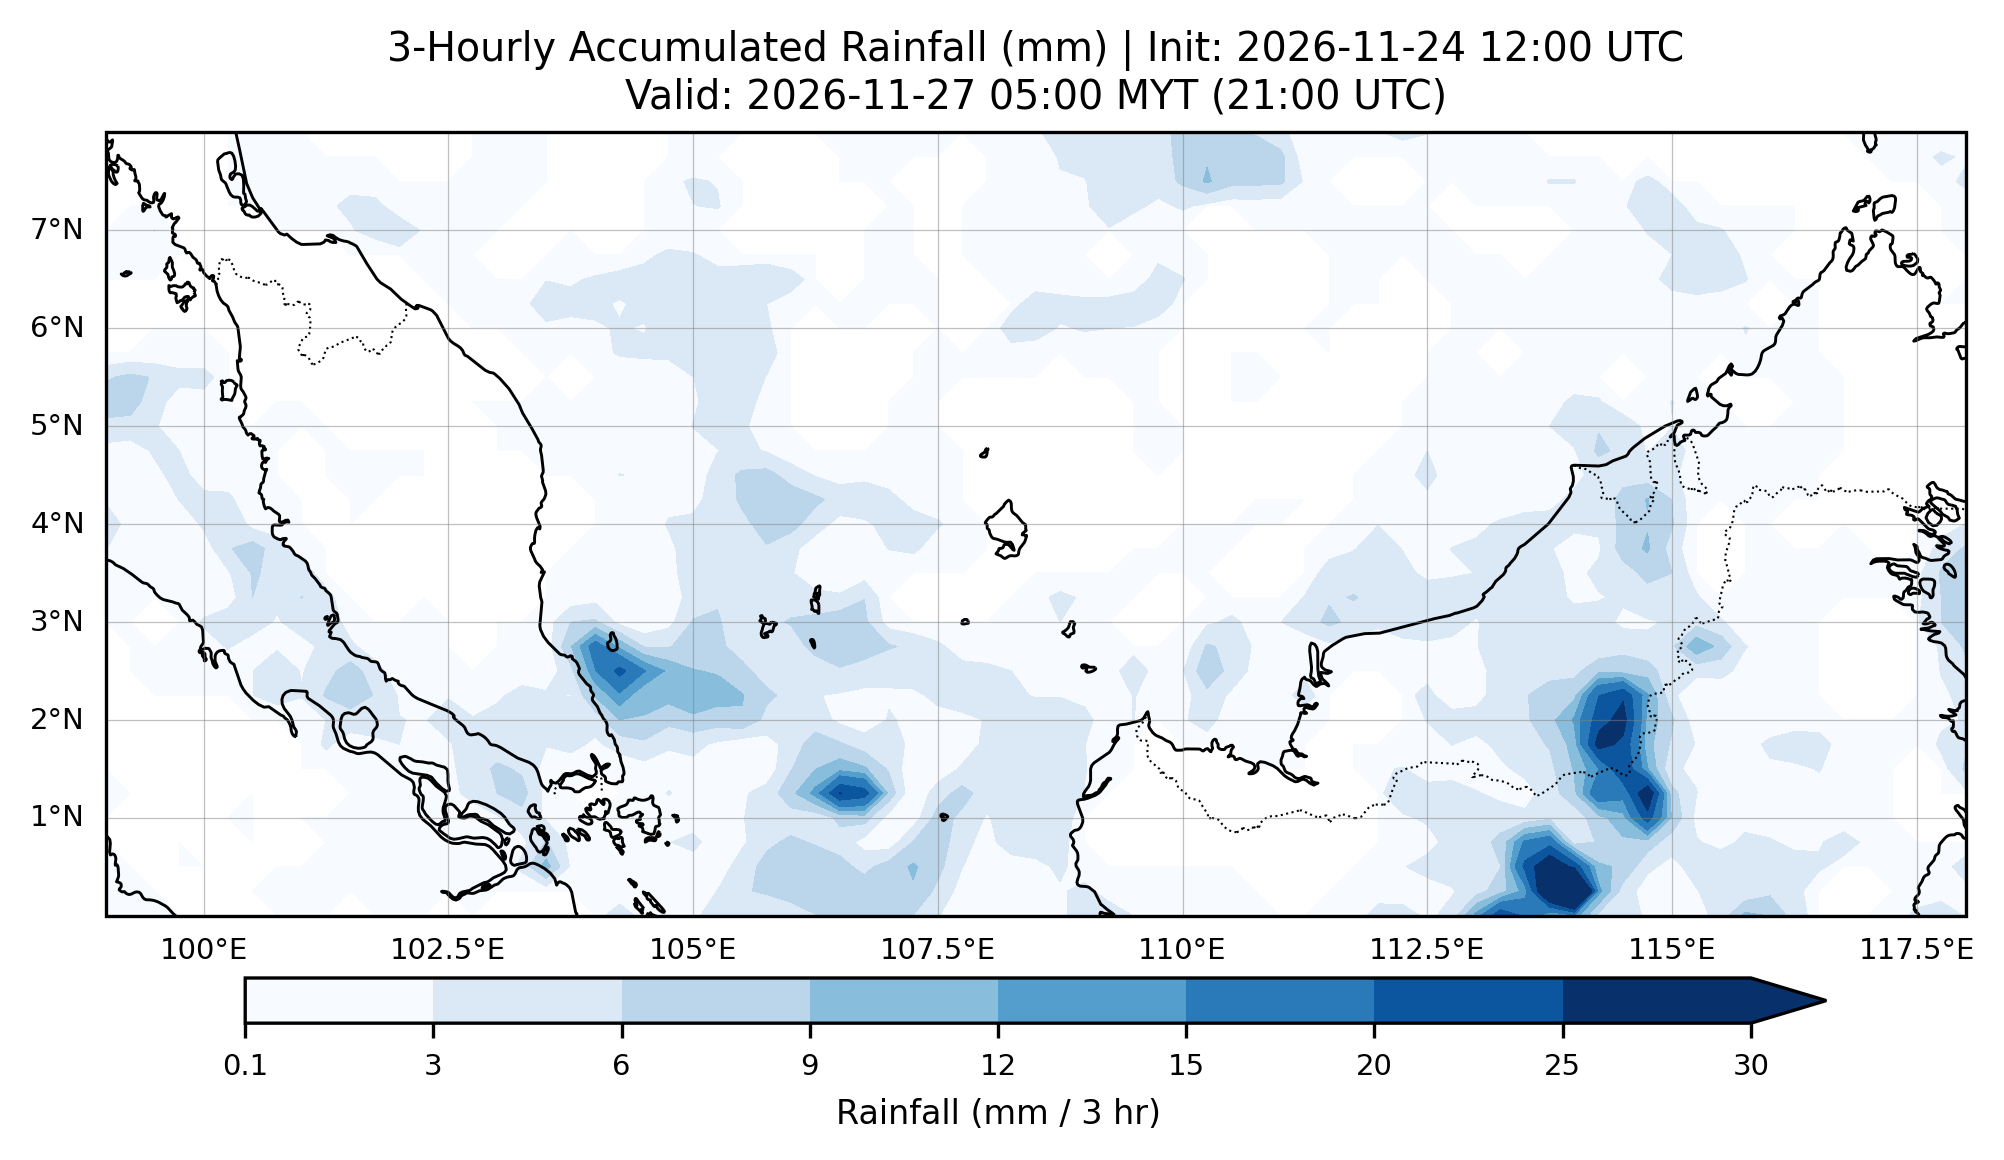 3-Hourly Accumulated Rainfall (mm) | Init: 2026-11-24 12:00 UTC
Valid: 2026-11-27 05:00 MYT (21:00 UTC)
7°N
6°N
5°N
4°N
3°N
2°N
1°N
100°E 102.5°E 105°E 107.5°E 110°E 112.5°E 115°E 117.5°E
0.1 3 6 9 12 15 20 25 30
Rainfall (mm / 3 hr)